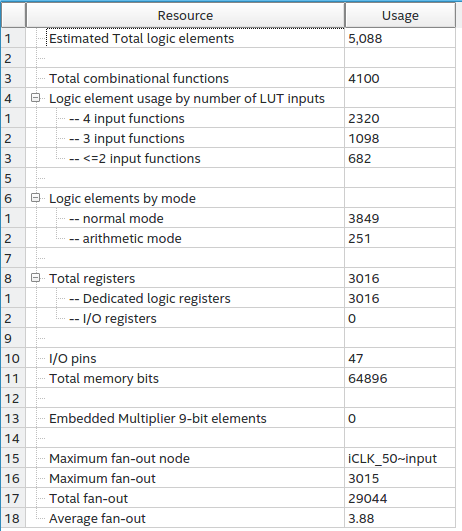 Resource Usage
1 Estimated Total logic elements 5,088
2
3 Total combinational functions 4100
4 Logic element usage by number of LUT inputs
1 -- 4 input functions 2320
2 -- 3 input functions 1098
3 -- <=2 input functions 682
5
6 Logic elements by mode
1 -- normal mode 3849
2 -- arithmetic mode 251
7
8 Total registers 3016
1 -- Dedicated logic registers 3016
2 -- I/O registers 0
9
10 I/O pins 47
11 Total memory bits 64896
12
13 Embedded Multiplier 9-bit elements 0
14
15 Maximum fan-out node iCLK_50~input
16 Maximum fan-out 3015
17 Total fan-out 29044
18 Average fan-out 3.88